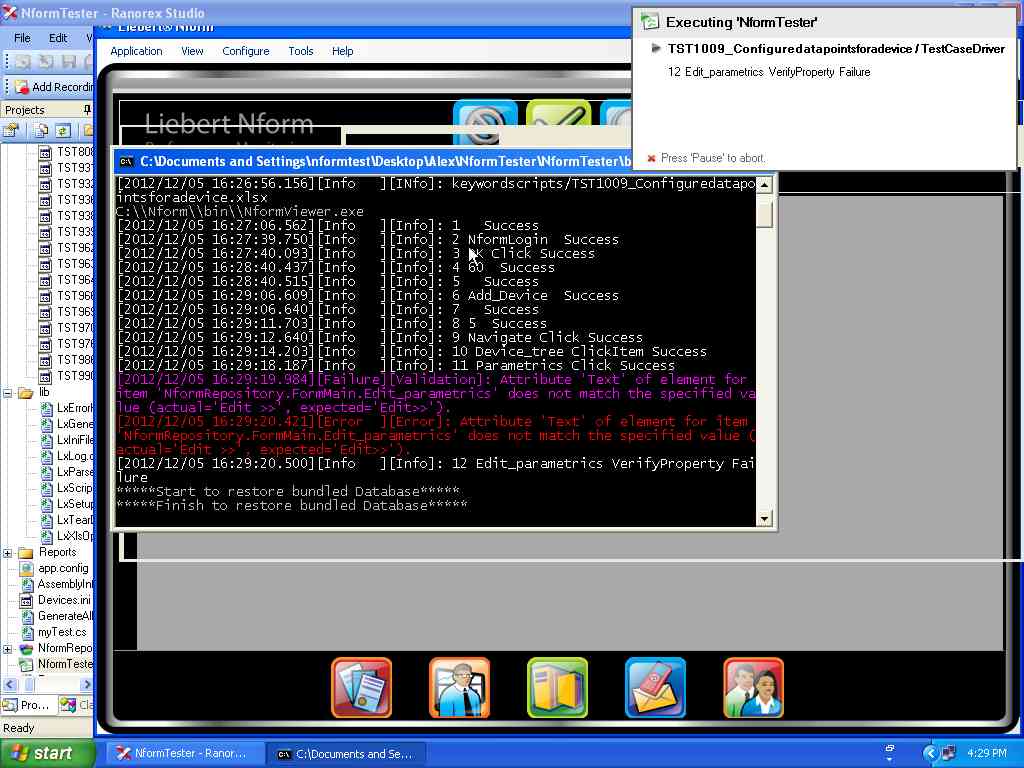 NformTester - Ranorex Studio
File Edit V
Add Recordin
Projects
TST808
TST931
TST932
TST935
TST936
TST938
TST960
TST962
TST963
TST964
TST966
TST969
TST970
TST978
TST986
TST990
lib
LxErrorH
LxGene
LxIniFile
LxLog.c
LxParse
LxScrip
LxSetup
LxTearD
LxXlsOp
Reports
app.config
AssemblyInf
Devices.ini
GenerateAll
myTest.cs
NformRepo
NformTeste
Pro... Cla
Ready
Liebert® Nform
Application View Configure Tools Help
Liebert Nform
Executing 'NformTester'
TST1009_Configuredatapointsforadevice / TestCaseDriver
12 Edit_parametrics VerifyProperty Failure
Press 'Pause' to abort.
C:\Documents and Settings\nformtest\Desktop\Alex\NformTester\NformTester\b
[2012/12/05 16:26:56.156][Info   ][INfo]: keywordscripts/TST1009_Configuredatapo
intsforadevice.xlsx
C:\\Nform\\bin\\NformViewer.exe
[2012/12/05 16:27:06.562][Info   ][Info]: 1   Success
[2012/12/05 16:27:39.750][Info   ][Info]: 2 NformLogin  Success
[2012/12/05 16:27:40.093][Info   ][Info]: 3 OK Click Success
[2012/12/05 16:28:40.437][Info   ][Info]: 4 60  Success
[2012/12/05 16:28:40.515][Info   ][Info]: 5   Success
[2012/12/05 16:29:06.609][Info   ][Info]: 6 Add_Device  Success
[2012/12/05 16:29:06.640][Info   ][Info]: 7   Success
[2012/12/05 16:29:11.703][Info   ][Info]: 8 5  Success
[2012/12/05 16:29:12.640][Info   ][Info]: 9 Navigate Click Success
[2012/12/05 16:29:14.203][Info   ][Info]: 10 Device_tree ClickItem Success
[2012/12/05 16:29:18.187][Info   ][Info]: 11 Parametrics Click Success
[2012/12/05 16:29:19.984][Failure][Validation]: Attribute 'Text' of element for
item 'NformRepository.FormMain.Edit_parametrics' does not match the specified va
lue (actual='Edit >>', expected='Edit>>').
[2012/12/05 16:29:20.421][Error  ][Error]: Attribute 'Text' of element for item
'NformRepository.FormMain.Edit_parametrics' does not match the specified value (
actual='Edit >>', expected='Edit>>').
[2012/12/05 16:29:20.500][Info   ][Info]: 12 Edit_parametrics VerifyProperty Fai
lure
*****Start to restore bundled Database*****
*****Finish to restore bundled Database*****
start
NformTester - Ranor...
C:\Documents and Se...
4:29 PM